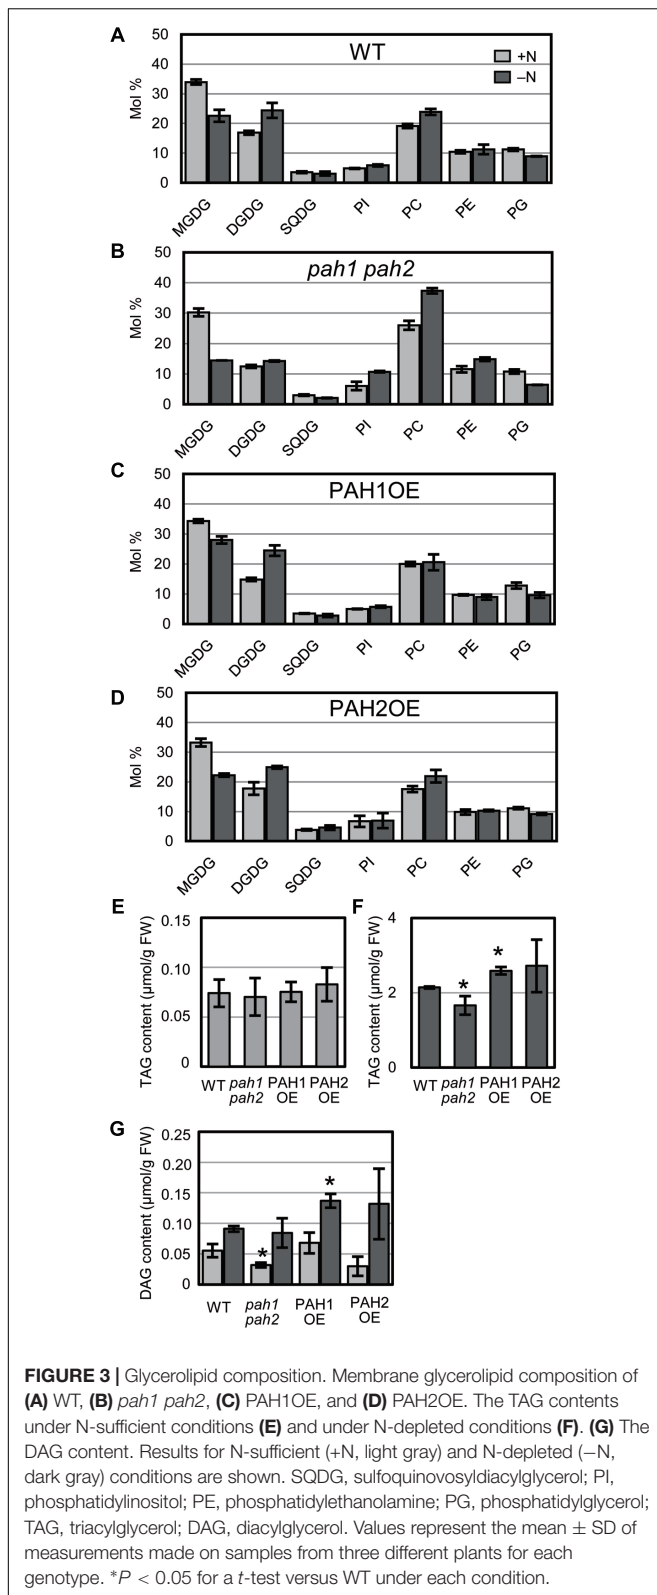 A
WT
+N
−N
Mol %
50
40
30
20
10
0
MGDG
DGDG
SQDG
PI
PC
PE
PG
B
pah1 pah2
Mol %
50
40
30
20
10
0
MGDG
DGDG
SQDG
PI
PC
PE
PG
C
PAH1OE
Mol %
50
40
30
20
10
0
MGDG
DGDG
SQDG
PI
PC
PE
PG
D
PAH2OE
Mol %
50
40
30
20
10
0
MGDG
DGDG
SQDG
PI
PC
PE
PG
E
TAG content (μmol/g FW)
0.15
0.10
0.05
0
WT pah1 PAH1 PAH2
pah2 OE OE
F
TAG content (μmol/g FW)
4
2
0
*
*
WT pah1 PAH1 PAH2
pah2 OE OE
G
DAG content (μmol/g FW)
0.25
0.20
0.15
0.10
0.05
0
*
*
WT pah1 PAH1 PAH2
pah2 OE OE
FIGURE 3 | Glycerolipid composition. Membrane glycerolipid composition of
(A) WT, (B) pah1 pah2, (C) PAH1OE, and (D) PAH2OE. The TAG contents
under N-sufficient conditions (E) and under N-depleted conditions (F). (G) The
DAG content. Results for N-sufficient (+N, light gray) and N-depleted (−N,
dark gray) conditions are shown. SQDG, sulfoquinovosyldiacylglycerol; PI,
phosphatidylinositol; PE, phosphatidylethanolamine; PG, phosphatidylglycerol;
TAG, triacylglycerol; DAG, diacylglycerol. Values represent the mean ± SD of
measurements made on samples from three different plants for each
genotype. *P < 0.05 for a t-test versus WT under each condition.